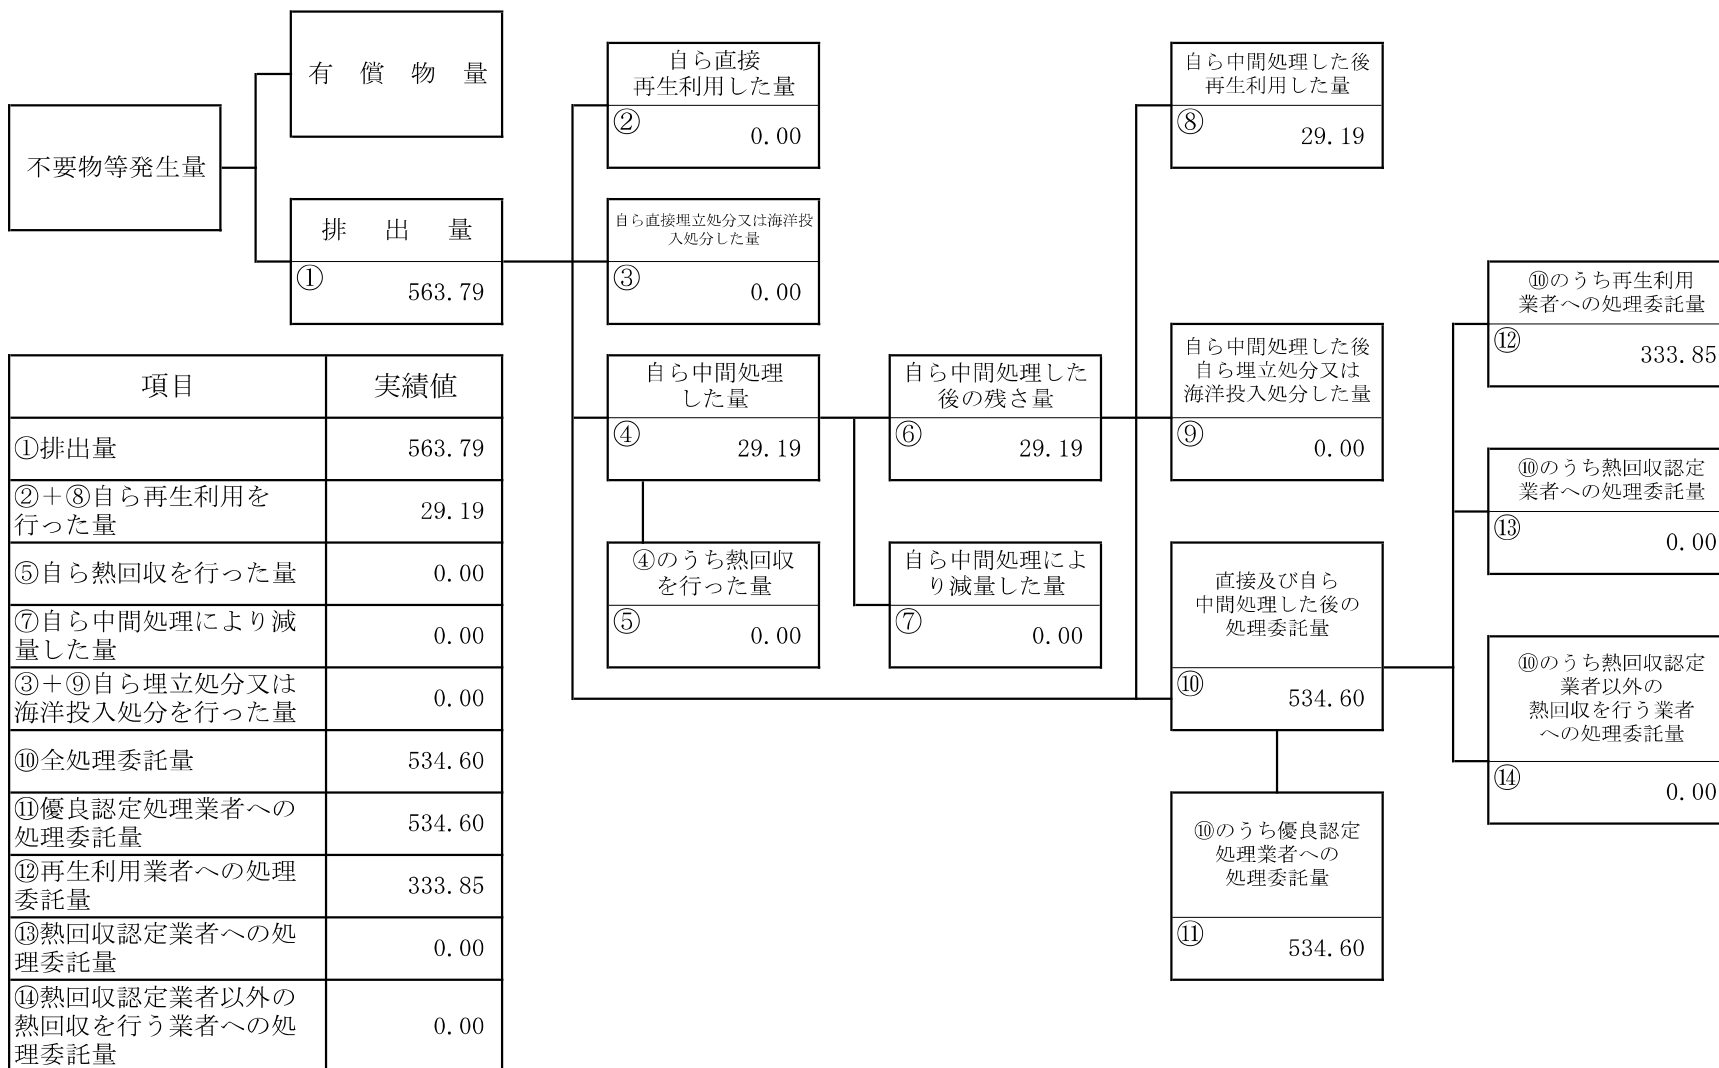 有 償 物 量
不要物等発生量
排 出 量
①
563.79
自ら直接
再生利用した量
②
0.00
自ら直接埋立処分又は海洋投
入処分した量
③
0.00
自ら中間処理
した量
④
29.19
④のうち熱回収
を行った量
⑤
0.00
自ら中間処理した
後の残さ量
⑥
29.19
自ら中間処理によ
り減量した量
⑦
0.00
自ら中間処理した後
再生利用した量
⑧
29.19
自ら中間処理した後
自ら埋立処分又は
海洋投入処分した量
⑨
0.00
直接及び自ら
中間処理した後の
処理委託量
⑩
534.60
⑩のうち優良認定
処理業者への
処理委託量
⑪
534.60
⑩のうち再生利用
業者への処理委託量
⑫
333.85
⑩のうち熱回収認定
業者への処理委託量
⑬
0.00
⑩のうち熱回収認定
業者以外の
熱回収を行う業者
への処理委託量
⑭
0.00
項目 実績値
①排出量 563.79
②+⑧自ら再生利用を
行った量
29.19
⑤自ら熱回収を行った量 0.00
⑦自ら中間処理により減
量した量
0.00
③+⑨自ら埋立処分又は
海洋投入処分を行った量
0.00
⑩全処理委託量 534.60
⑪優良認定処理業者への
処理委託量
534.60
⑫再生利用業者への処理
委託量
333.85
⑬熱回収認定業者への処
理委託量
0.00
⑭熱回収認定業者以外の
熱回収を行う業者への処
理委託量
0.00